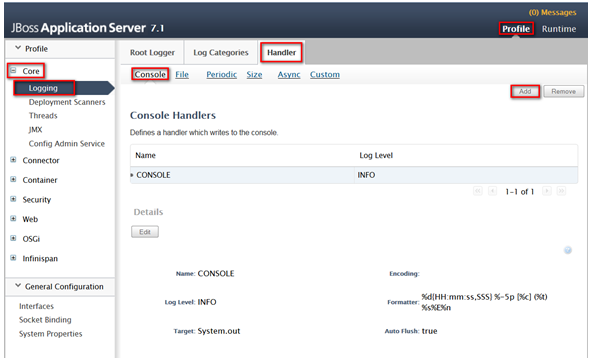 (0) Messages
JBoss Application Server 7.1
Profile Runtime
Profile
Core
Logging
Deployment Scanners
Threads
JMX
Config Admin Service
Connector
Container
Security
Web
OSGi
Infinispan
General Configuration
Interfaces
Socket Binding
System Properties
Root Logger Log Categories Handler
Console File Periodic Size Async Custom
Add Remove
Console Handlers
Defines a handler which writes to the console.
Name Log Level
CONSOLE INFO
1-1 of 1
Details
Edit
Name: CONSOLE Encoding:
Log Level: INFO Formatter: %d{HH:mm:ss,SSS} %-5p [%c] (%t)
%s%E%n
Target: System.out Auto Flush: true